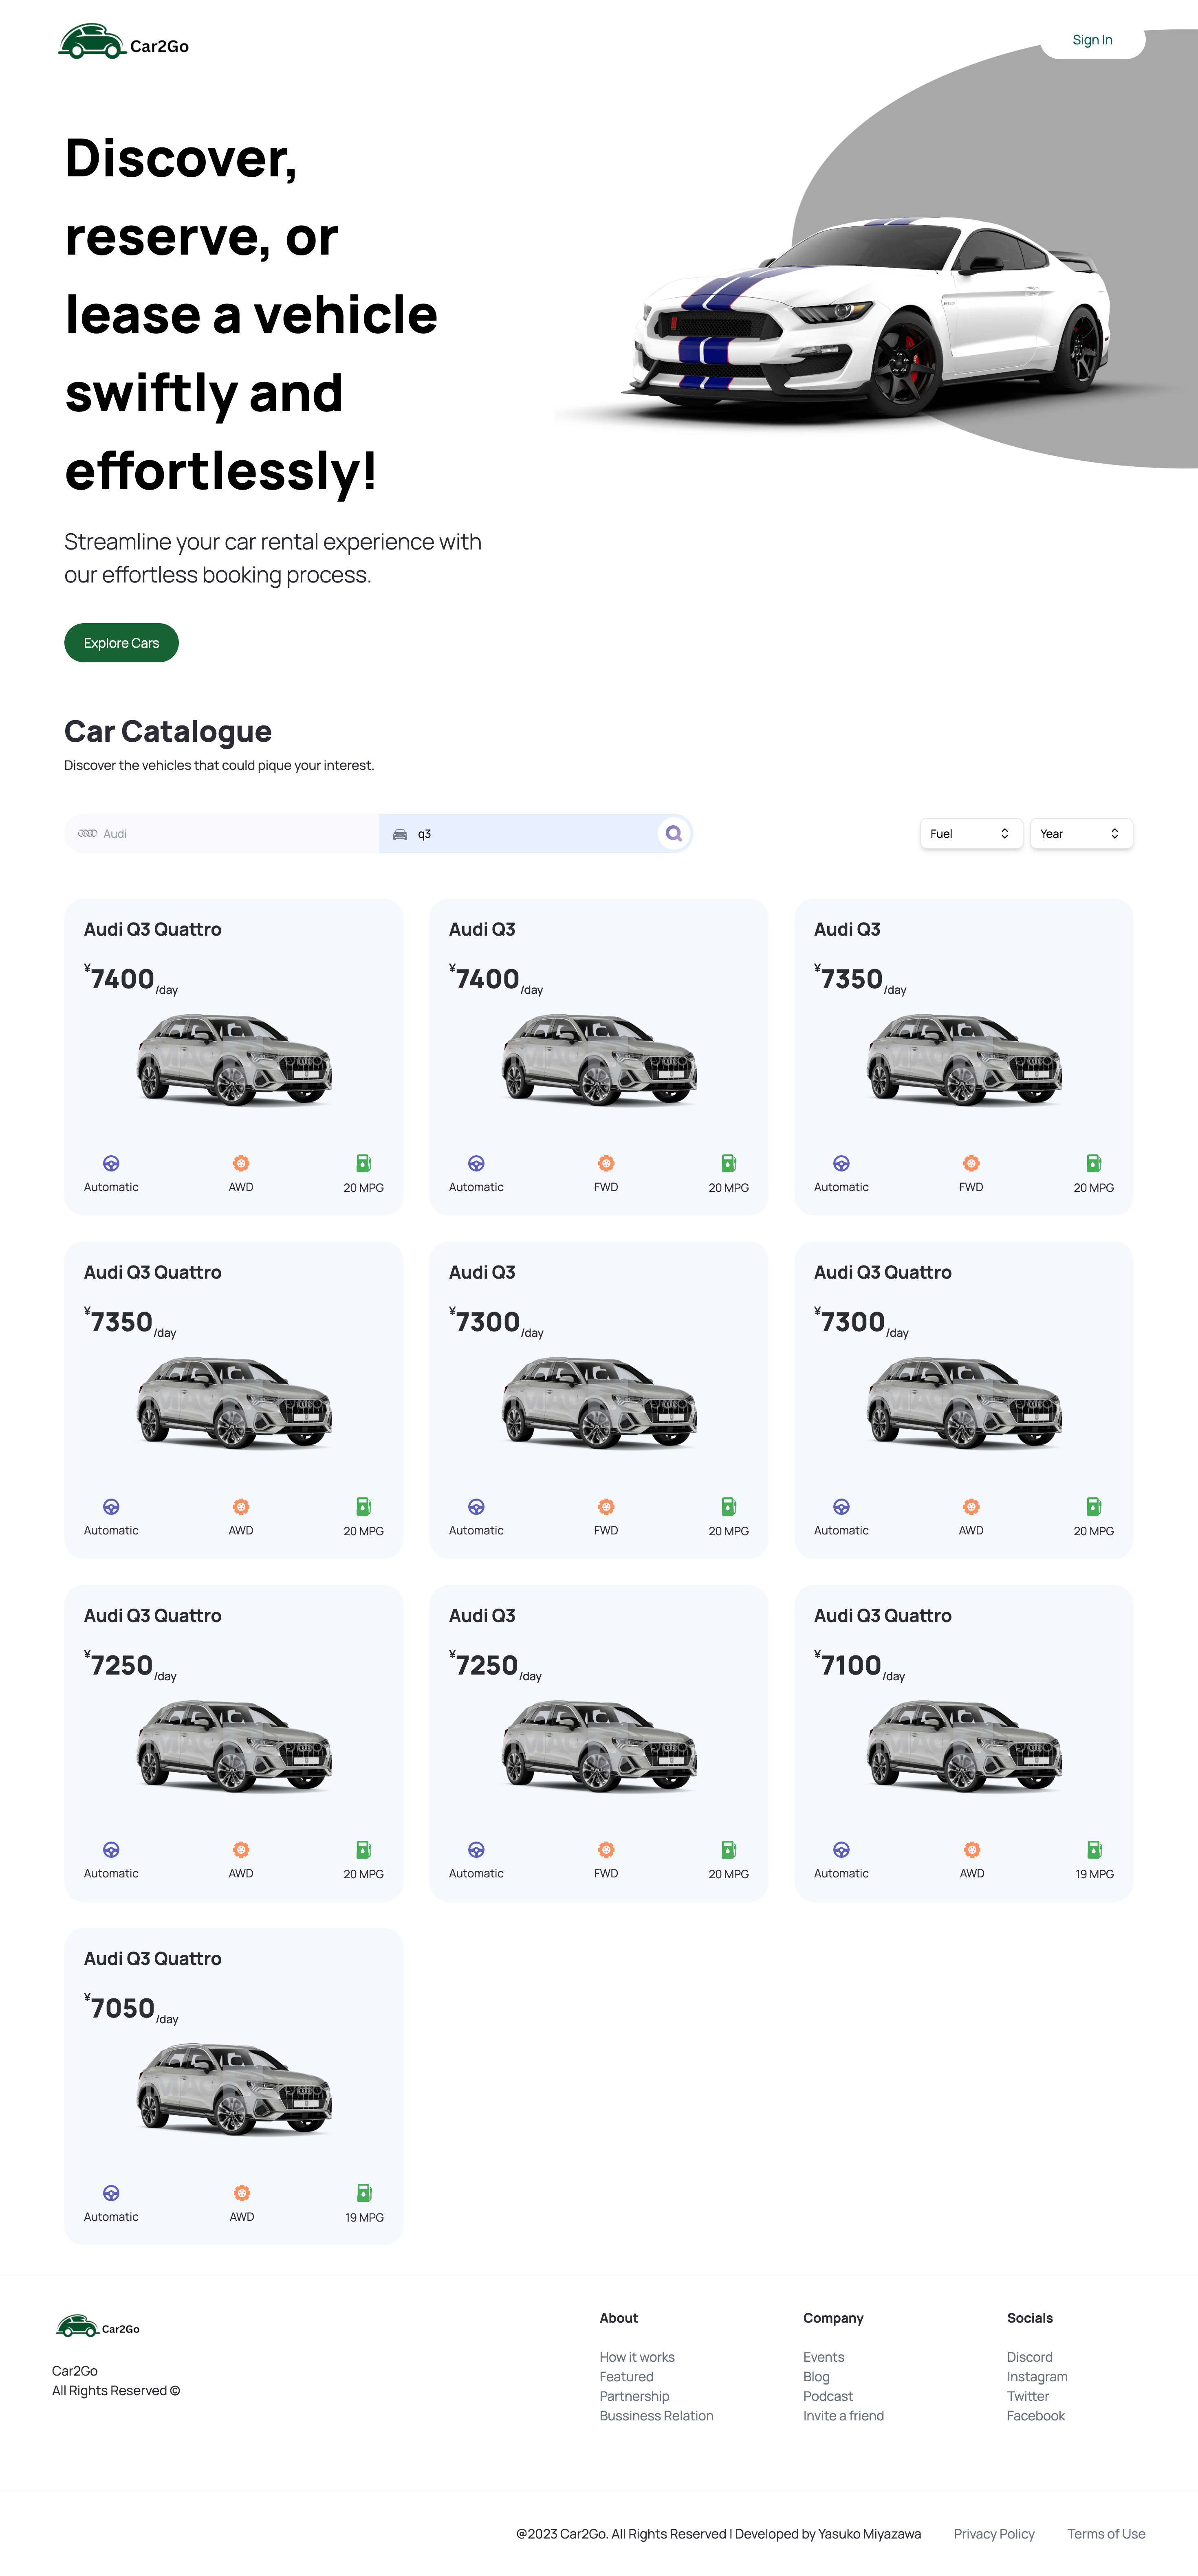 Car2Go
Sign In
Discover,
reserve, or
lease a vehicle
swiftly and
effortlessly!
Streamline your car rental experience with
our effortless booking process.
Explore Cars
Car Catalogue
Discover the vehicles that could pique your interest.
Audi
q3
Fuel
Year
Audi Q3 Quattro
¥7400/day
Automatic
AWD
20 MPG
Audi Q3
¥7400/day
Automatic
FWD
20 MPG
Audi Q3
¥7350/day
Automatic
FWD
20 MPG
Audi Q3 Quattro
¥7350/day
Automatic
AWD
20 MPG
Audi Q3
¥7300/day
Automatic
FWD
20 MPG
Audi Q3 Quattro
¥7300/day
Automatic
AWD
20 MPG
Audi Q3 Quattro
¥7250/day
Automatic
AWD
20 MPG
Audi Q3
¥7250/day
Automatic
FWD
20 MPG
Audi Q3 Quattro
¥7100/day
Automatic
AWD
19 MPG
Audi Q3 Quattro
¥7050/day
Automatic
AWD
19 MPG
Car2Go
Car2Go
All Rights Reserved ©
About
How it works
Featured
Partnership
Bussiness Relation
Company
Events
Blog
Podcast
Invite a friend
Socials
Discord
Instagram
Twitter
Facebook
@2023 Car2Go. All Rights Reserved | Developed by Yasuko Miyazawa
Privacy Policy
Terms of Use